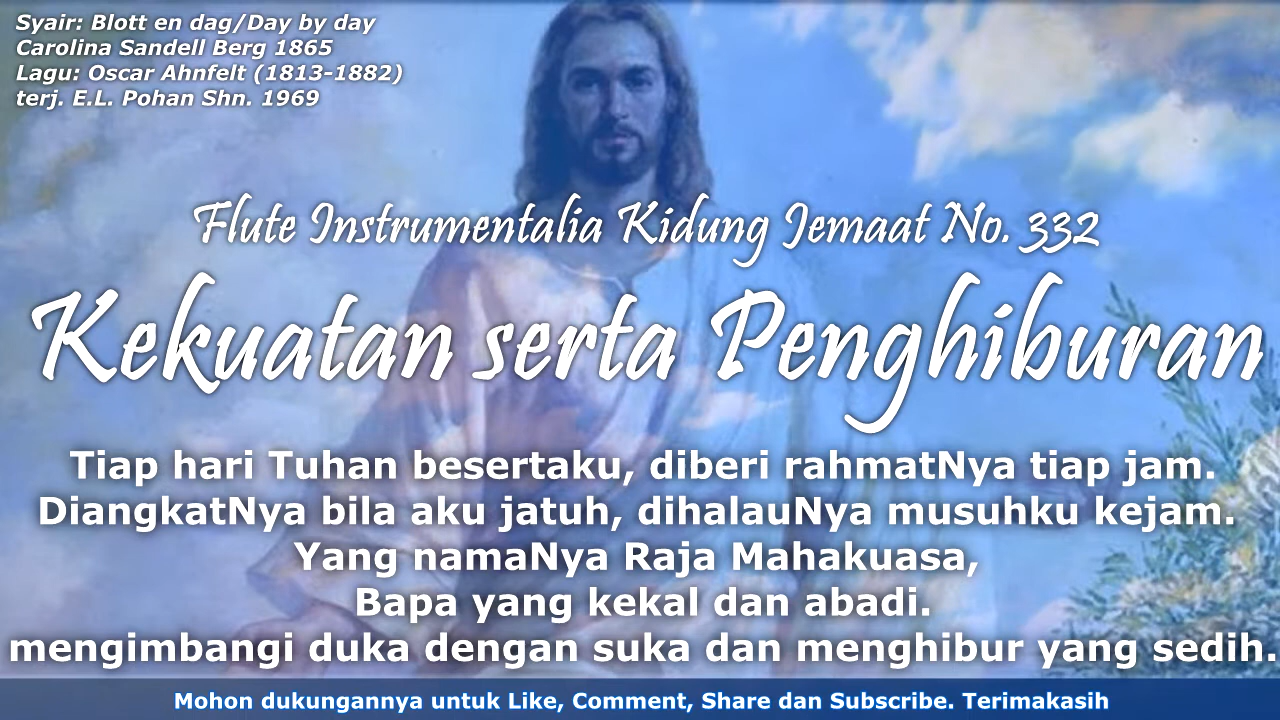 Syair: Blott en dag/Day by day
Carolina Sandell Berg 1865
Lagu: Oscar Ahnfelt (1813-1882)
terj. E.L. Pohan Shn. 1969
Flute Instrumentalia Kidung Jemaat No. 332
Kekuatan serta Penghiburan
Tiap hari Tuhan besertaku, diberi rahmatNya tiap jam.
DiangkatNya bila aku jatuh, dihalauNya musuhku kejam.
Yang namaNya Raja Mahakuasa,
Bapa yang kekal dan abadi.
mengimbangi duka dengan suka dan menghibur yang sedih.
Mohon dukungannya untuk Like, Comment, Share dan Subscribe. Terimakasih